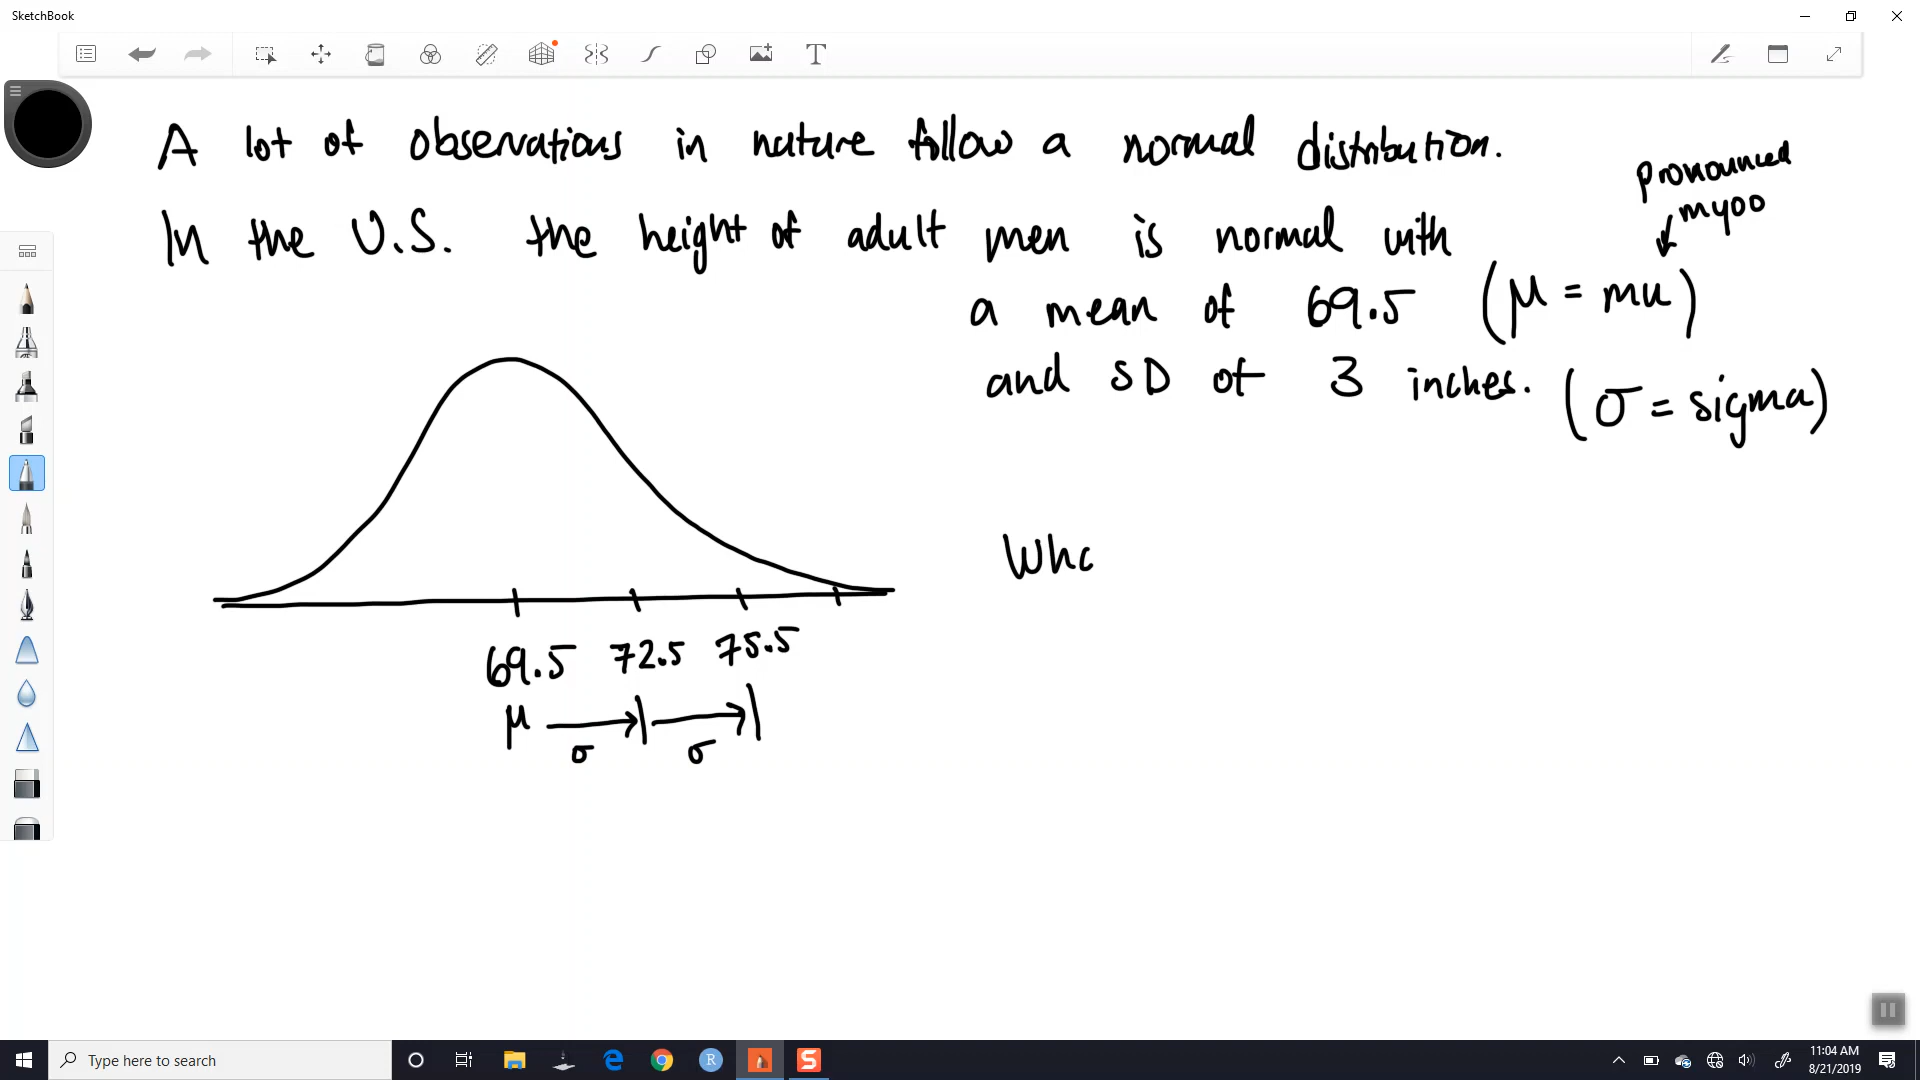 SketchBook
A lot of observations in nature follow a normal distribution.
pronounced
myoo
In the U.S. the height of adult men is normal with
a mean of 69.5 (μ = mu)
and SD of 3 inches. (σ = sigma)
Wha
69.5 72.5 75.5
μ
σ σ
Type here to search
11:04 AM
8/21/2019